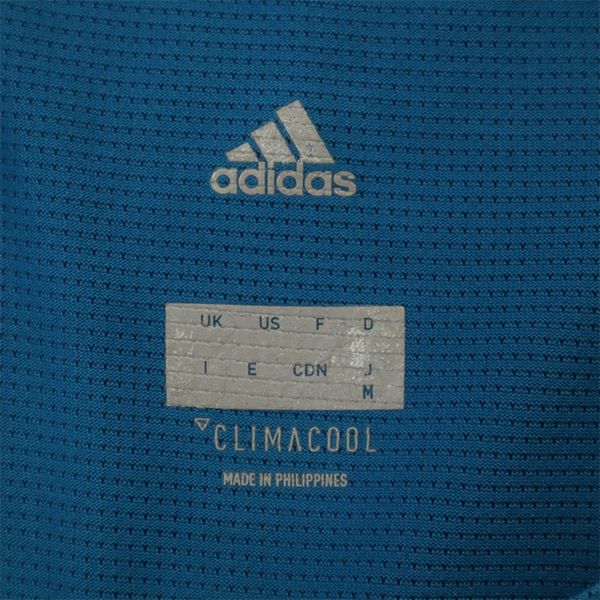 adidas
UK US F D
I E CDN J
M
CLIMACOOL
MADE IN PHILIPPINES